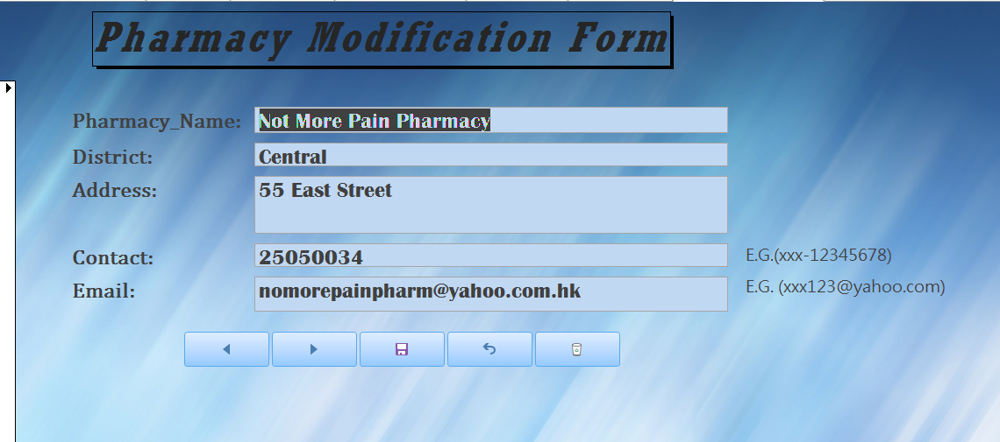 Pharmacy Modification Form
Pharmacy_Name: Not More Pain Pharmacy
District: Central
Address: 55 East Street
Contact: 25050034 E.G.(xxx-12345678)
Email: nomorepainpharm@yahoo.com.hk E.G. (xxx123@yahoo.com)